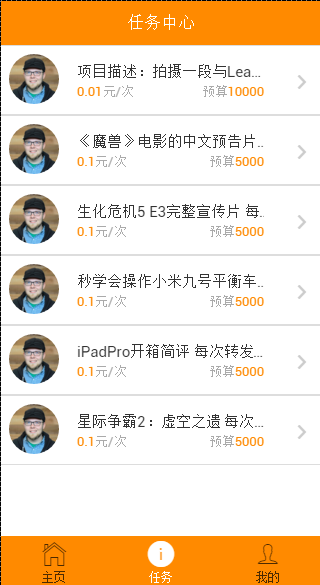 任务中心
项目描述：拍摄一段与Lea...
0.01元/次 预算10000
《魔兽》电影的中文预告片..
0.1元/次 预算5000
生化危机5 E3完整宣传片 每.
0.1元/次 预算5000
秒学会操作小米九号平衡车.
0.1元/次 预算5000
iPadPro开箱简评 每次转发...
0.1元/次 预算5000
星际争霸2：虚空之遗 每次...
0.1元/次 预算5000
主页 任务 我的